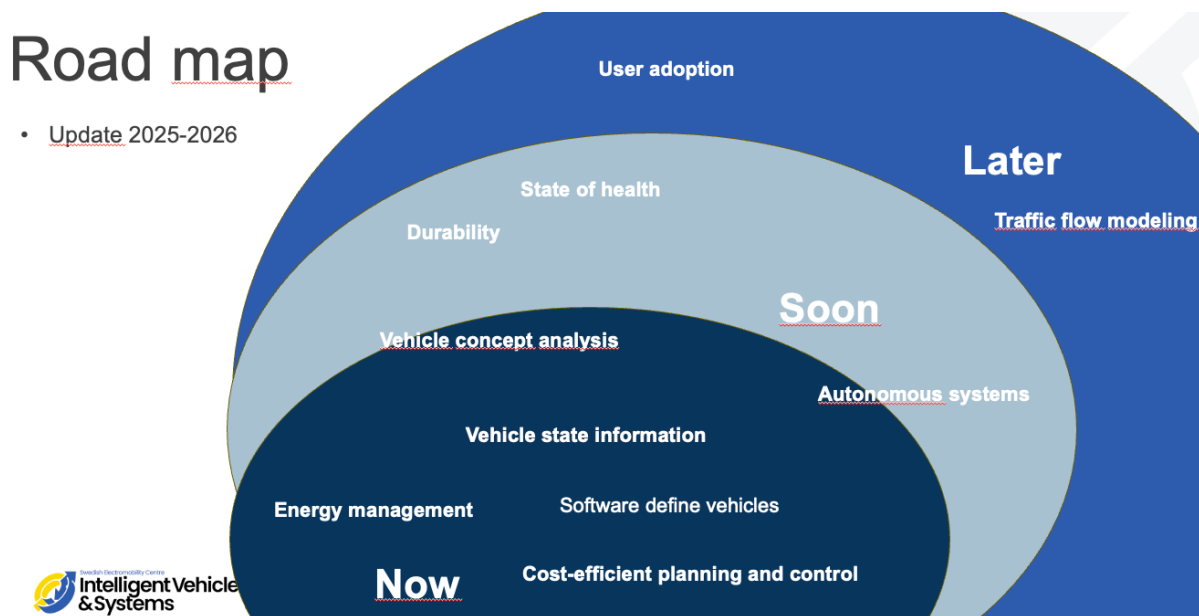 Road map
• Update 2025-2026
User adoption
Later
Traffic flow modeling
State of health
Durability
Soon
Vehicle concept analysis
Autonomous systems
Vehicle state information
Energy management
Software define vehicles
Now
Cost-efficient planning and control
Swedish Electromobility Centre
Intelligent Vehicle
& Systems